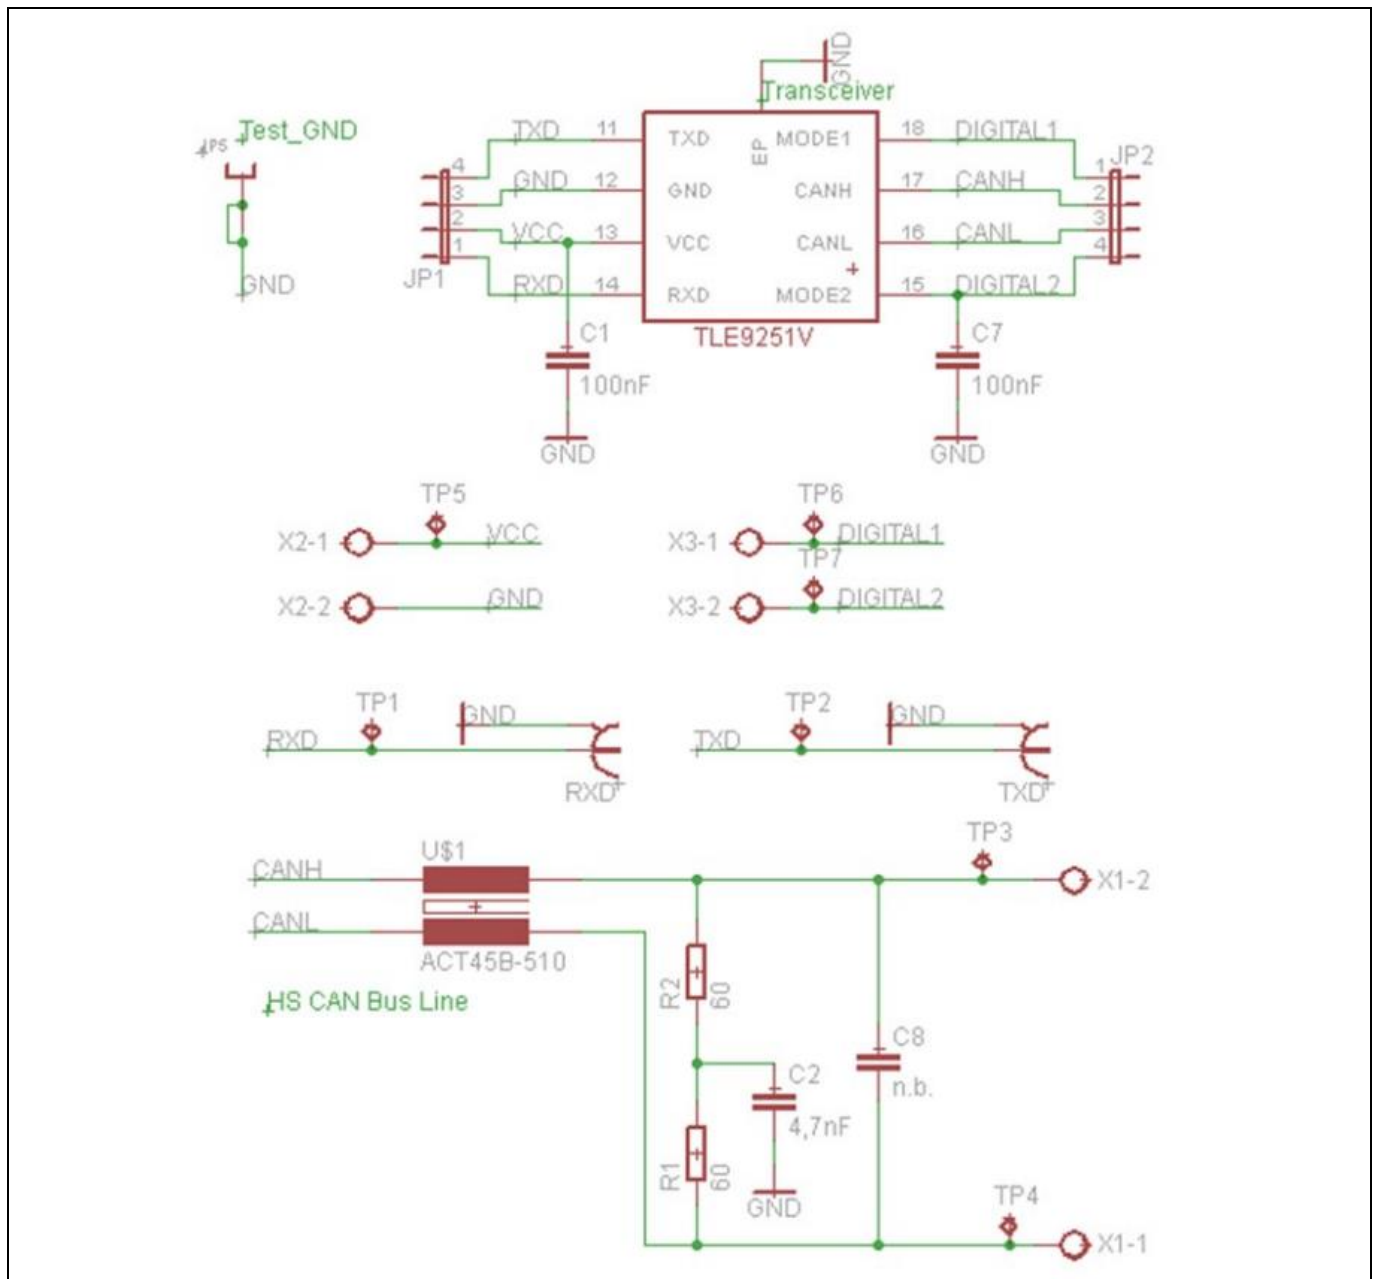 GND
Transceiver
Test_GND
JP5
GND
TXD 11
GND 12
VCC 13
RXD 14
4
3
2
1
JP1
TXD EP MODE1
GND CANH
VCC CANL
RXD MODE2
TLE9251V
18 DIGITAL1
17 CANH
16 CANL
15 DIGITAL2
JP2
1
2
3
4
C1
100nF
GND
C7
100nF
GND
TP5
X2-1 VCC
X2-2 GND
TP6
X3-1 DIGITAL1
TP7
X3-2 DIGITAL2
TP1
GND
RXD
RXD
TP2
GND
TXD
TXD
U$1
CANH
CANL
ACT45B-510
HS CAN Bus Line
TP3
X1-2
R2
60
C8
n.b.
C2
4,7nF
GND
R1
60
TP4
X1-1